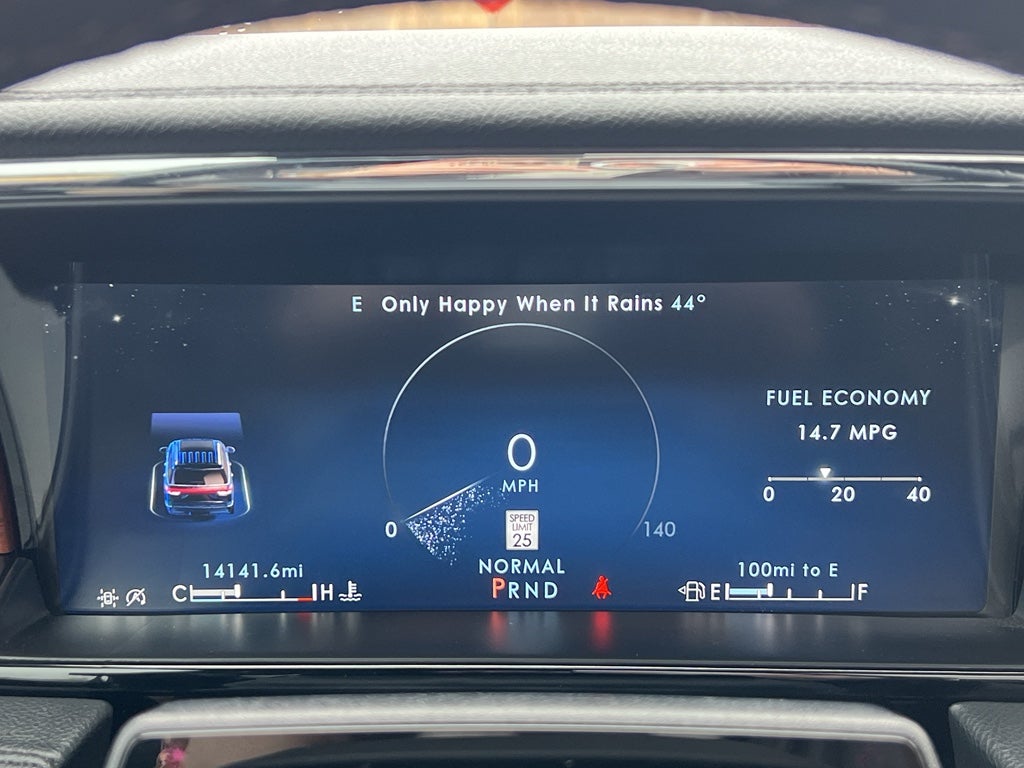 E Only Happy When It Rains 44°
FUEL ECONOMY
14.7 MPG
0 20 40
0
MPH
0 140
SPEED
LIMIT
25
NORMAL
PRND
14141.6mi
C H
100mi to E
E F